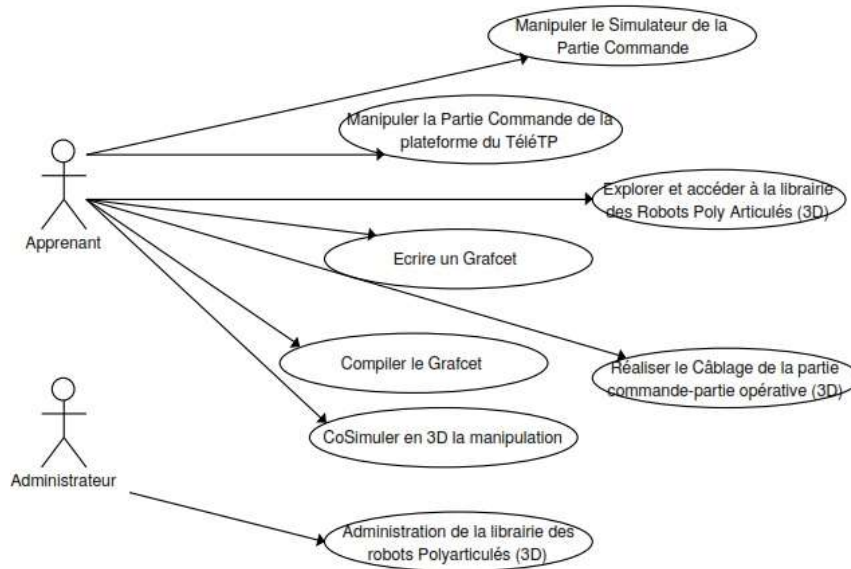 Manipuler le Simulateur de la
Partie Commande
Manipuler la Partie Commande de la
plateforme du TéléTP
Explorer et accéder à la librairie
des Robots Poly Articulés (3D)
Apprenant
Ecrire un Grafcet
Compiler le Grafcet
Réaliser le Câblage de la partie
commande-partie opérative (3D)
CoSimuler en 3D la manipulation
Administrateur
Administration de la librairie des
robots Polyarticulés (3D)